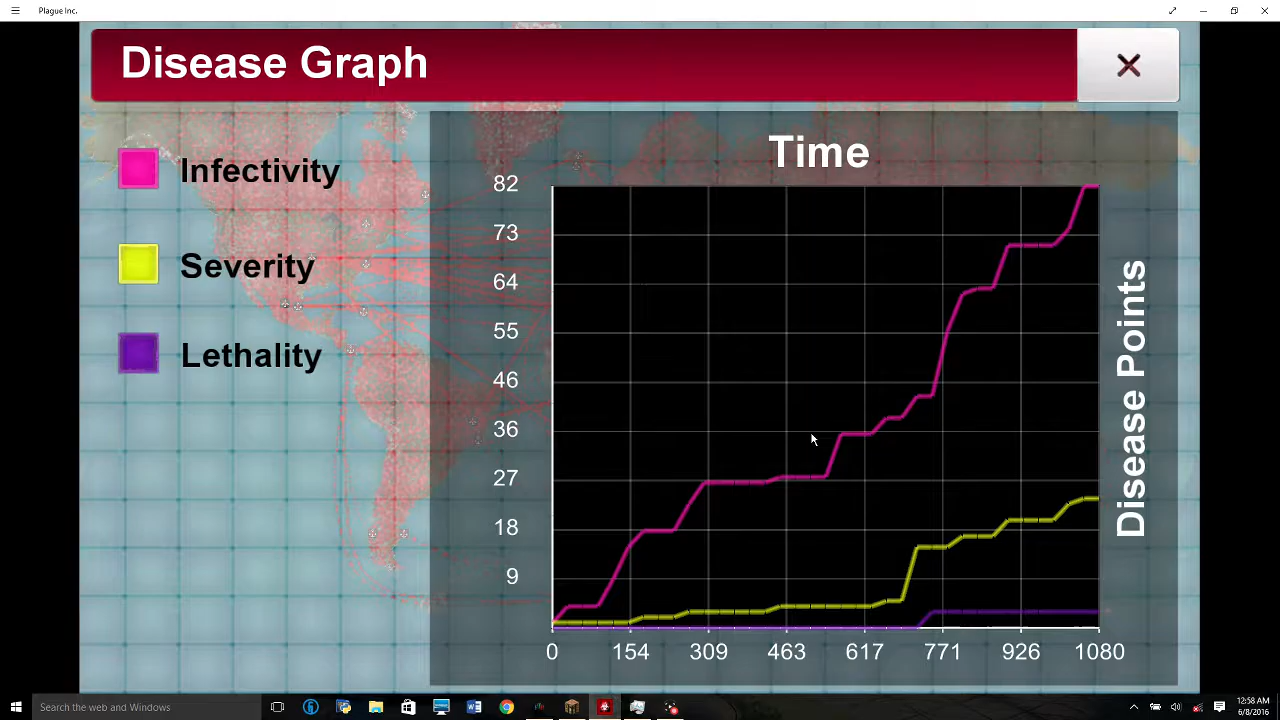 Plague Inc.
Disease Graph
Infectivity
Severity
Lethality
Time
82
73
64
55
46
36
27
18
9
0 154 309 463 617 771 926 1080
Disease Points
Search the web and Windows
12:58 AM
6/8/2016